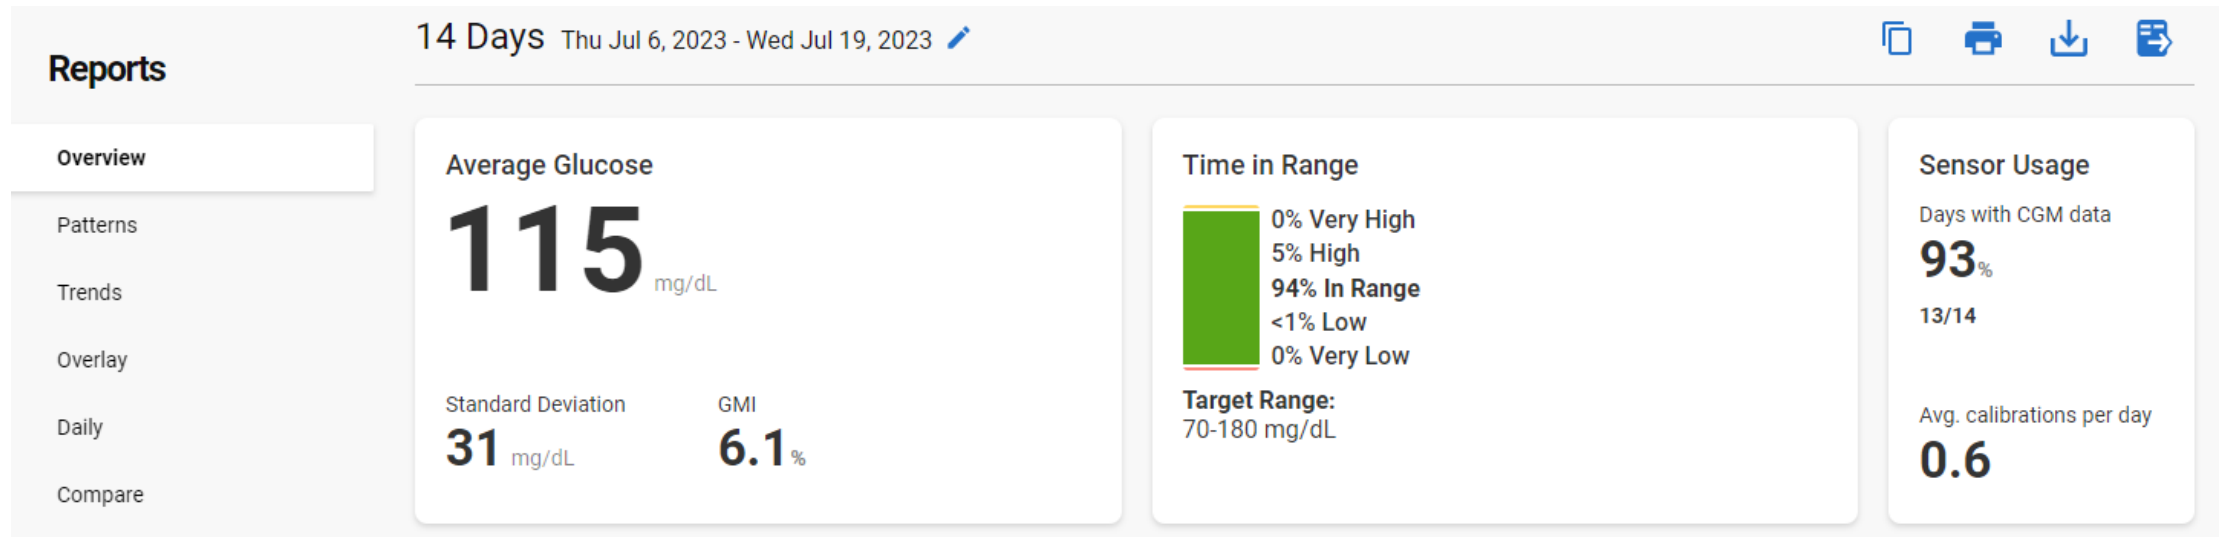 Reports
Overview
Patterns
Trends
Overlay
Daily
Compare
14 Days Thu Jul 6, 2023 - Wed Jul 19, 2023
Average Glucose
115 mg/dL
Standard Deviation
31 mg/dL
GMI
6.1%
Time in Range
0% Very High
5% High
94% In Range
<1% Low
0% Very Low
Target Range:
70-180 mg/dL
Sensor Usage
Days with CGM data
93%
13/14
Avg. calibrations per day
0.6